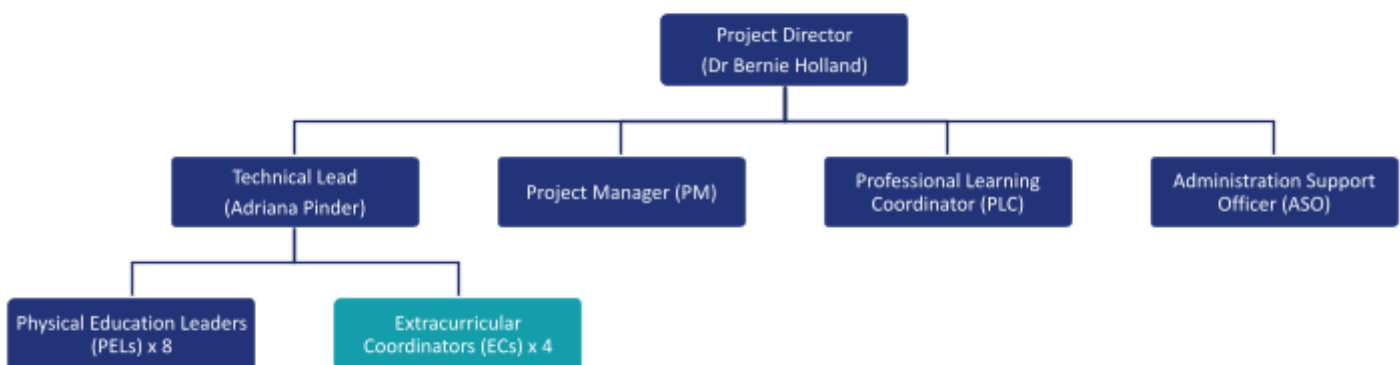 Project Director
(Dr Bernie Holland)
Technical Lead
(Adriana Pinder)
Project Manager (PM)
Professional Learning
Coordinator (PLC)
Administration Support
Officer (ASO)
Physical Education Leaders
(PELs) x 8
Extracurricular
Coordinators (ECs) x 4